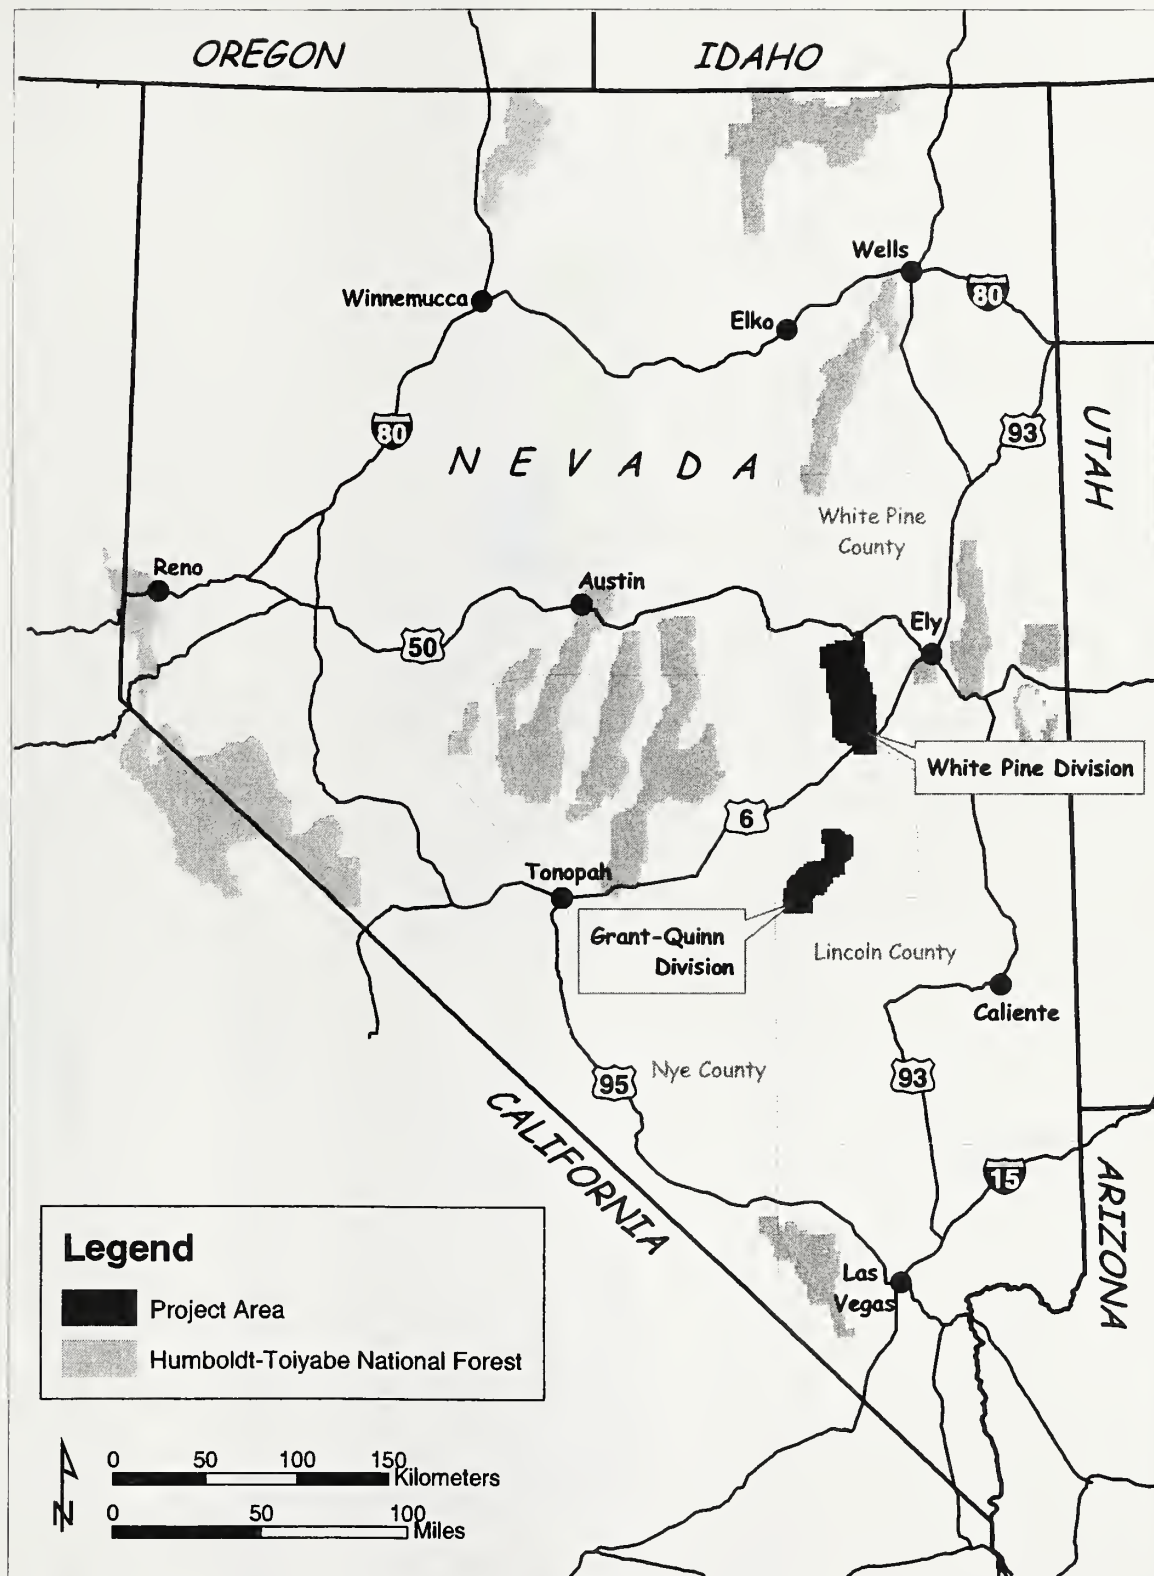 OREGON
IDAHO
Wells
80
Winnemucca
Elko
80
93
UTAH
NEVADA
White Pine
County
Reno
Austin
Ely
50
White Pine Division
6
Tonopah
Grant-Quinn
Division
Lincoln County
Caliente
Nye County
95
93
CALIFORNIA
15
ARIZONA
Las
Vegas
Legend
Project Area
Humboldt-Toiyabe National Forest
N
0 50 100 150
Kilometers
0 50 100
Miles